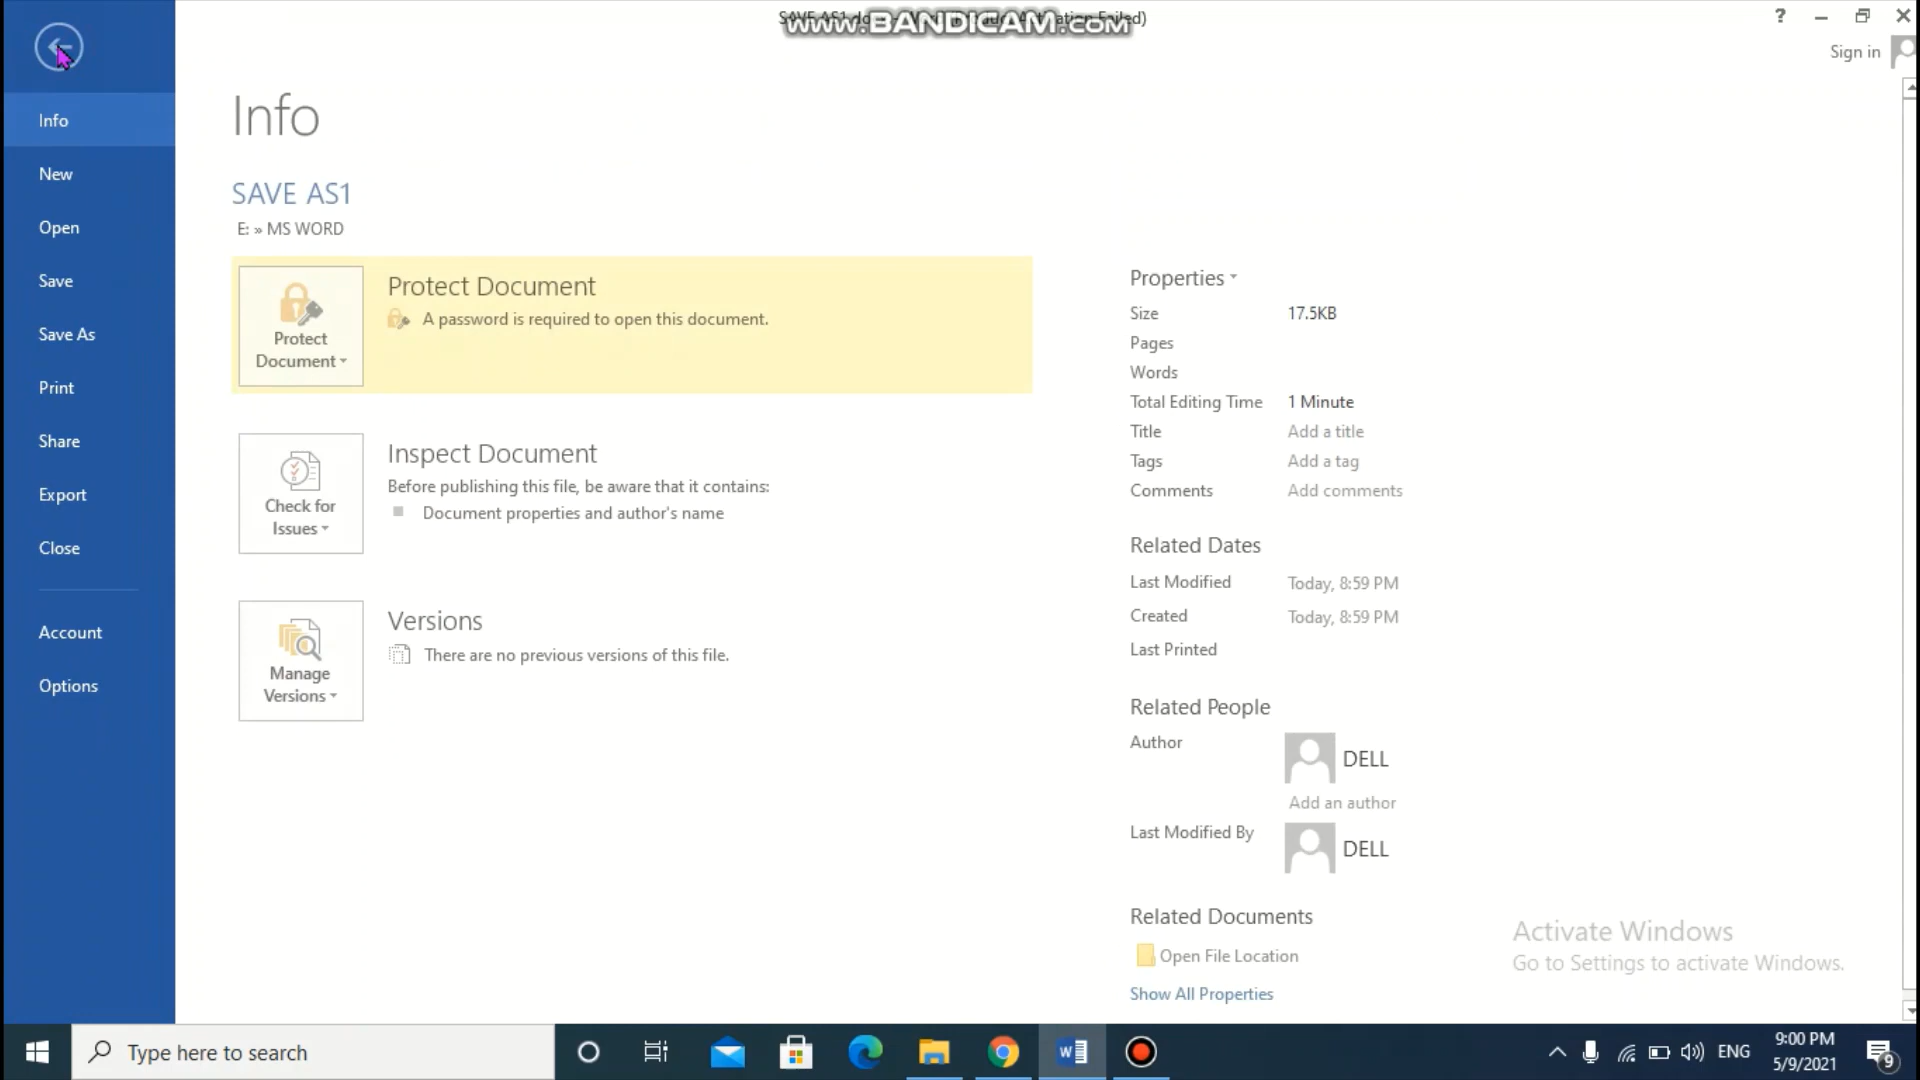 WWW.BANDICAM.COM
?
Sign in
Info
New
Open
Save
Save As
Print
Share
Export
Close
Account
Options
Info
SAVE AS1
E: » MS WORD
Protect
Document
Protect Document
A password is required to open this document.
Check for
Issues
Inspect Document
Before publishing this file, be aware that it contains:
Document properties and author's name
Manage
Versions
Versions
There are no previous versions of this file.
Properties
Size 17.5KB
Pages
Words
Total Editing Time 1 Minute
Title Add a title
Tags Add a tag
Comments Add comments
Related Dates
Last Modified Today, 8:59 PM
Created Today, 8:59 PM
Last Printed
Related People
Author DELL
Add an author
Last Modified By DELL
Related Documents
Open File Location
Show All Properties
Activate Windows
Go to Settings to activate Windows.
Type here to search
ENG
9:00 PM
5/9/2021
9